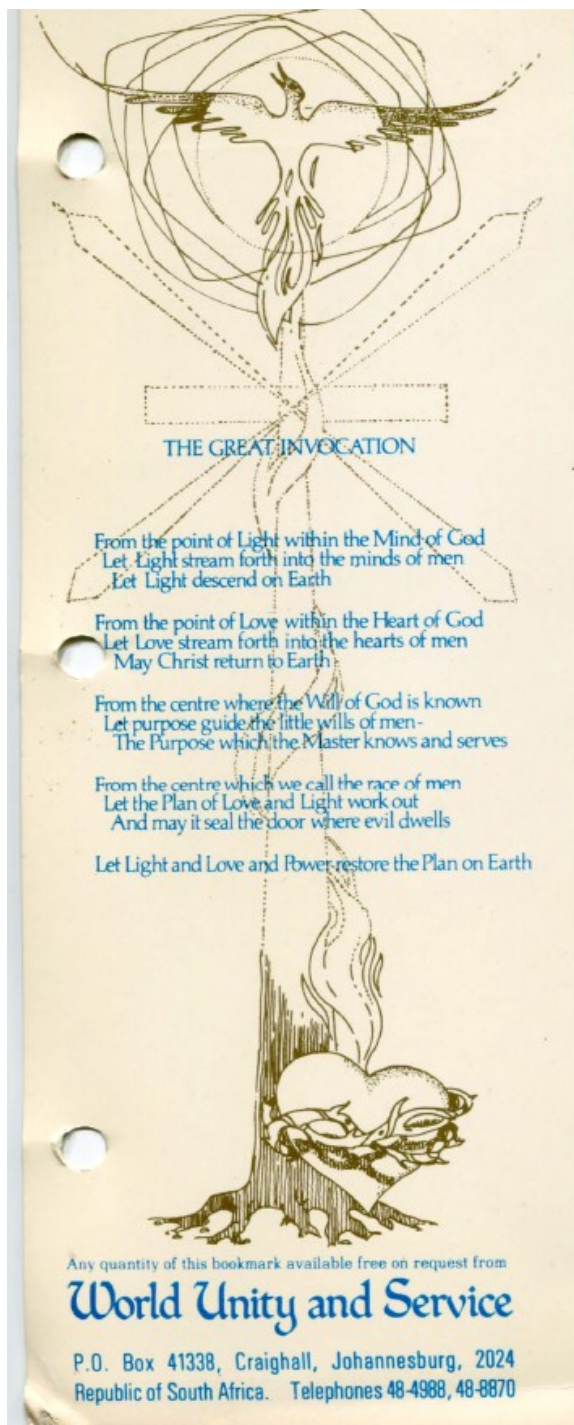 THE GREAT INVOCATION
From the point of Light within the Mind of God
Let Light stream forth into the minds of men
Let Light descend on Earth
From the point of Love within the Heart of God
Let Love stream forth into the hearts of men
May Christ return to Earth
From the centre where the Will of God is known
Let purpose guide the little wills of men-
The Purpose which the Master knows and serves
From the centre which we call the race of men
Let the Plan of Love and Light work out
And may it seal the door where evil dwells
Let Light and Love and Power restore the Plan on Earth
Any quantity of this bookmark available free on request from
World Unity and Service
P.O. Box 41338, Craighall, Johannesburg, 2024
Republic of South Africa. Telephones 48-4988, 48-8870